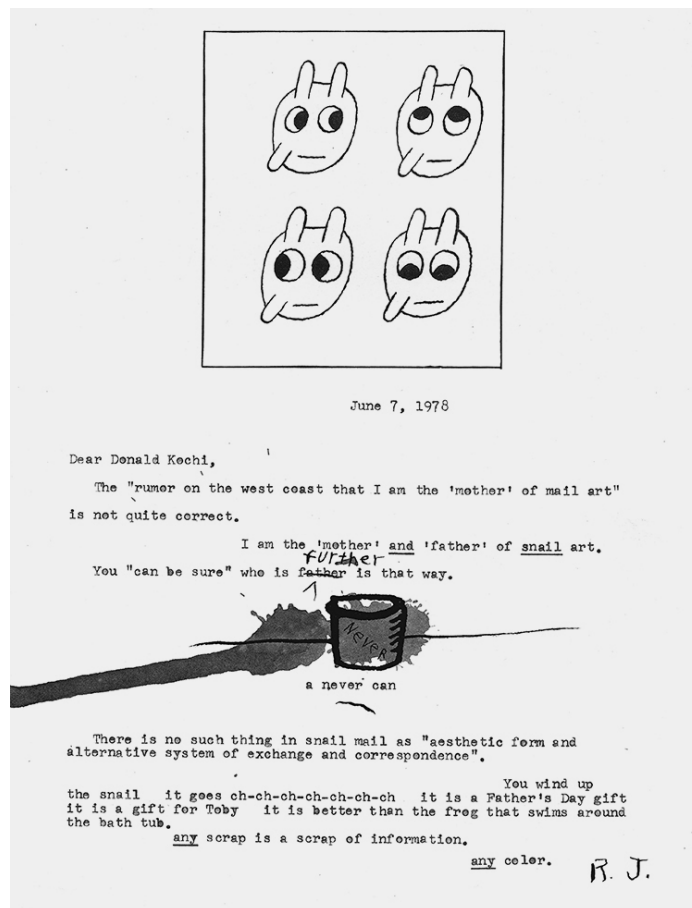 June 7, 1978
Dear Donald Kochi,
The "rumor on the west coast that I am the 'mother' of mail art"
is not quite correct.
I am the 'mother' and 'father' of snail art.
further
You "can be sure" who is father is that way.
Never
a never can
There is no such thing in snail mail as "aesthetic form and
alternative system of exchange and correspondence".
You wind up
the snail it goes ch-ch-ch-ch-ch-ch-ch it is a Father's Day gift
it is a gift for Toby it is better than the frog that swims around
the bath tub.
any scrap is a scrap of information.
any color.
R. J.